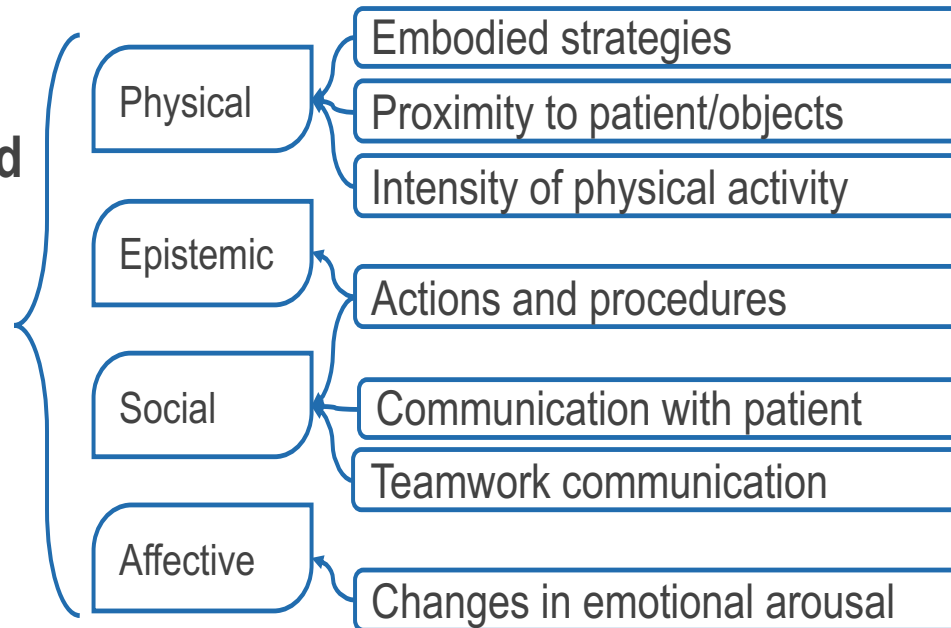 d
Physical
Embodied strategies
Proximity to patient/objects
Intensity of physical activity
Epistemic
Actions and procedures
Social
Communication with patient
Teamwork communication
Affective
Changes in emotional arousal